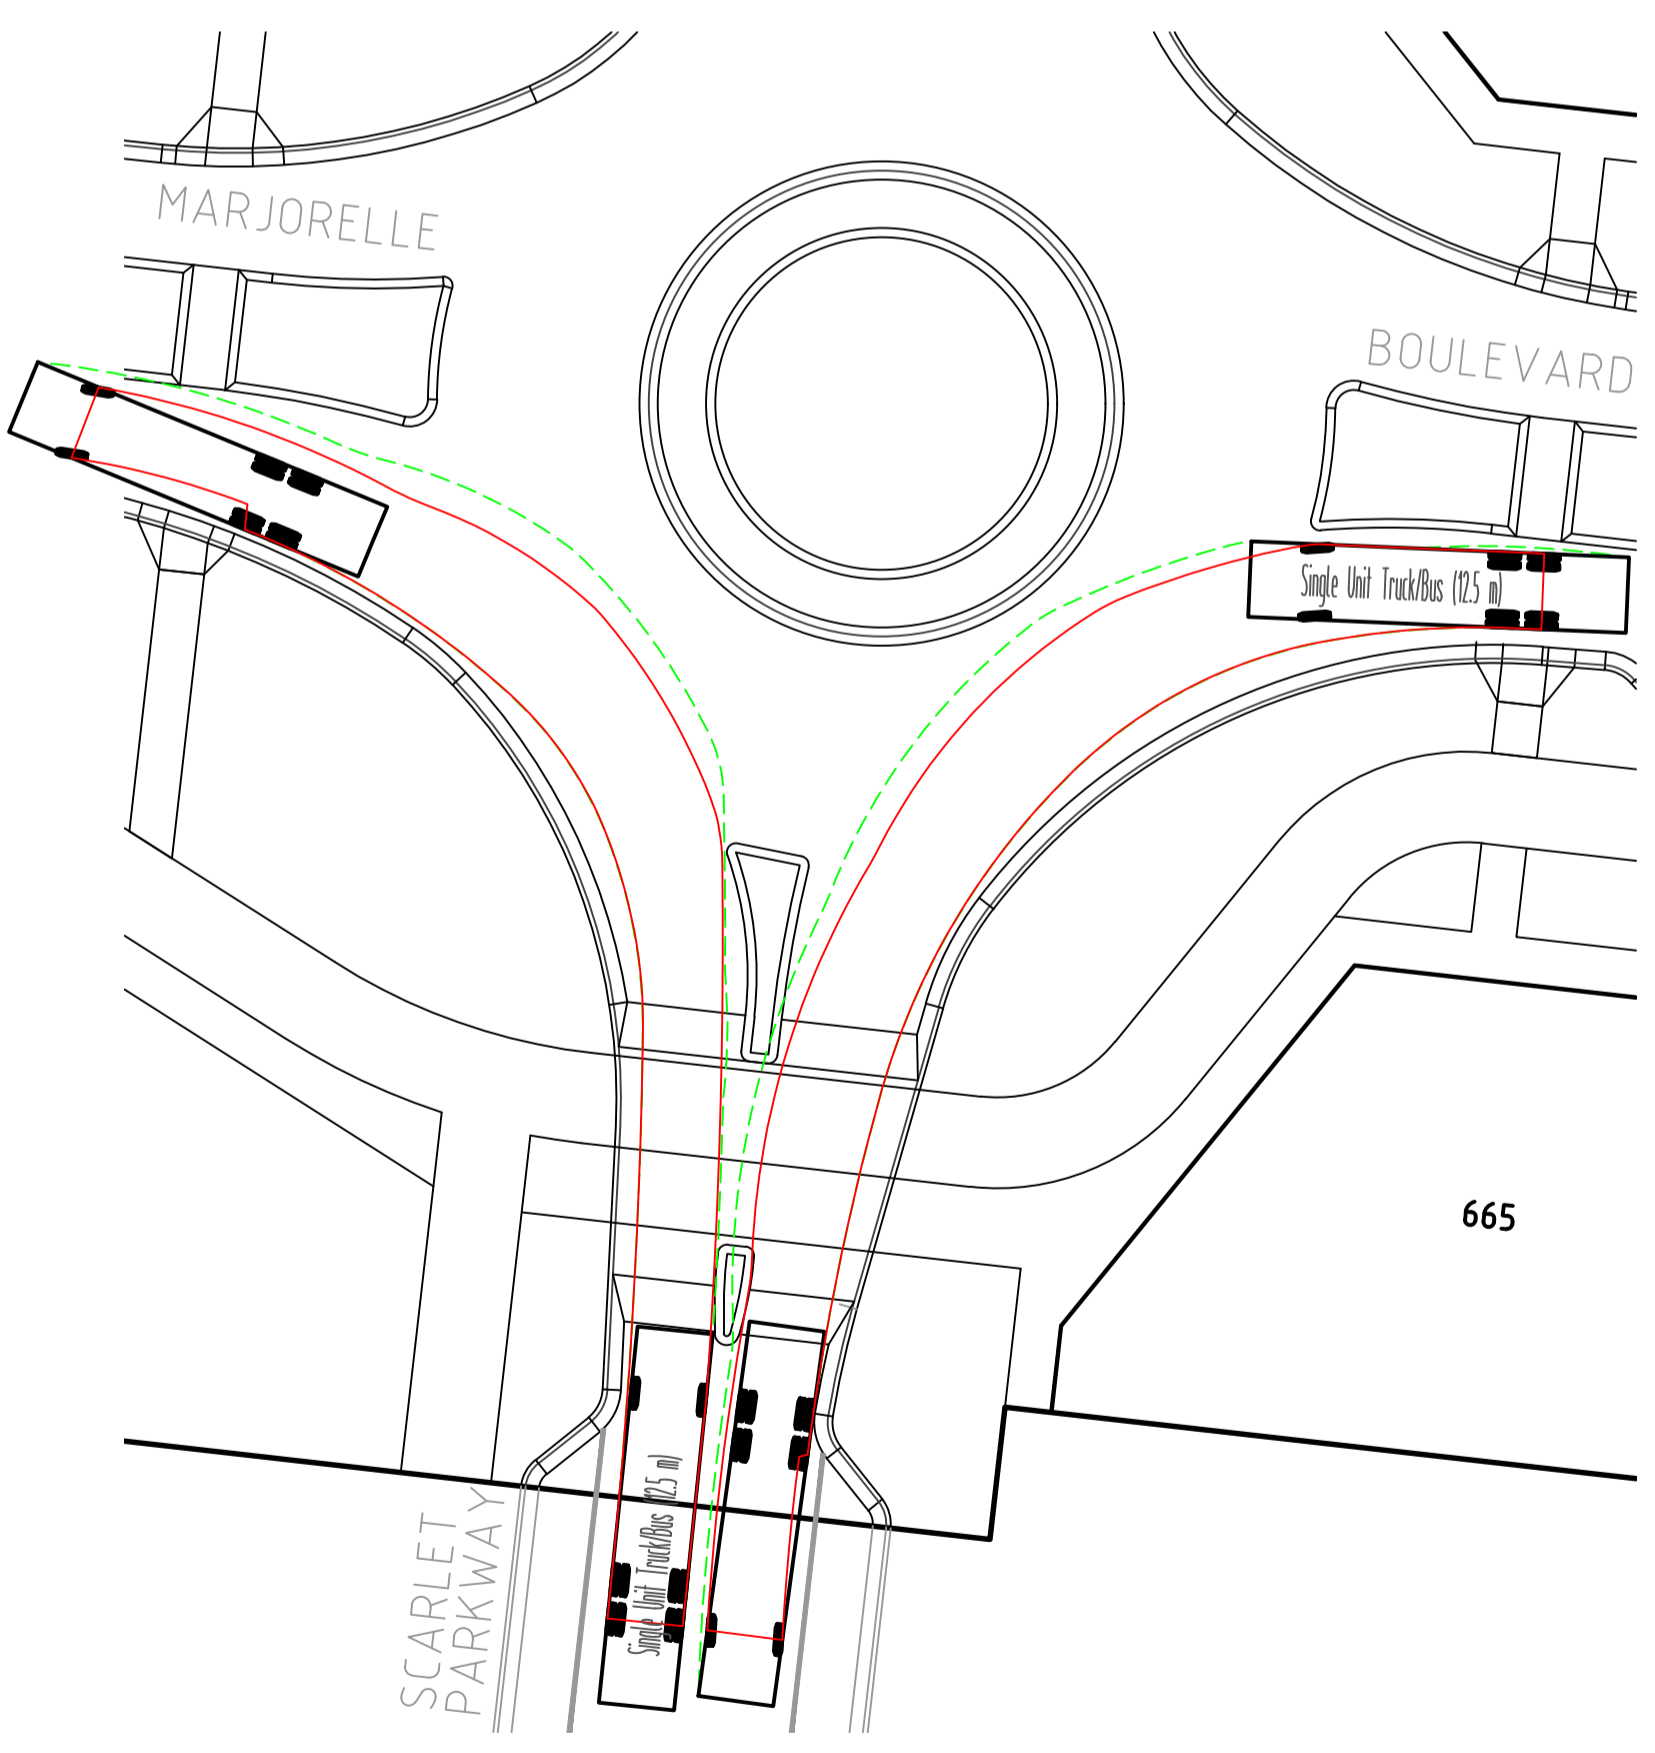 MARJORELLE
BOULEVARD
Single Unit Truck/Bus (12.5 m)
665
Single Unit Truck/Bus (12.5 m)
SCARLET
PARKWAY